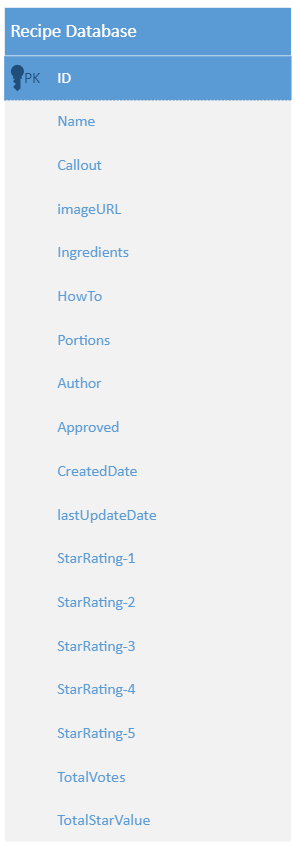 Recipe Database
PK ID
Name
Callout
imageURL
Ingredients
HowTo
Portions
Author
Approved
CreatedDate
lastUpdateDate
StarRating-1
StarRating-2
StarRating-3
StarRating-4
StarRating-5
TotalVotes
TotalStarValue